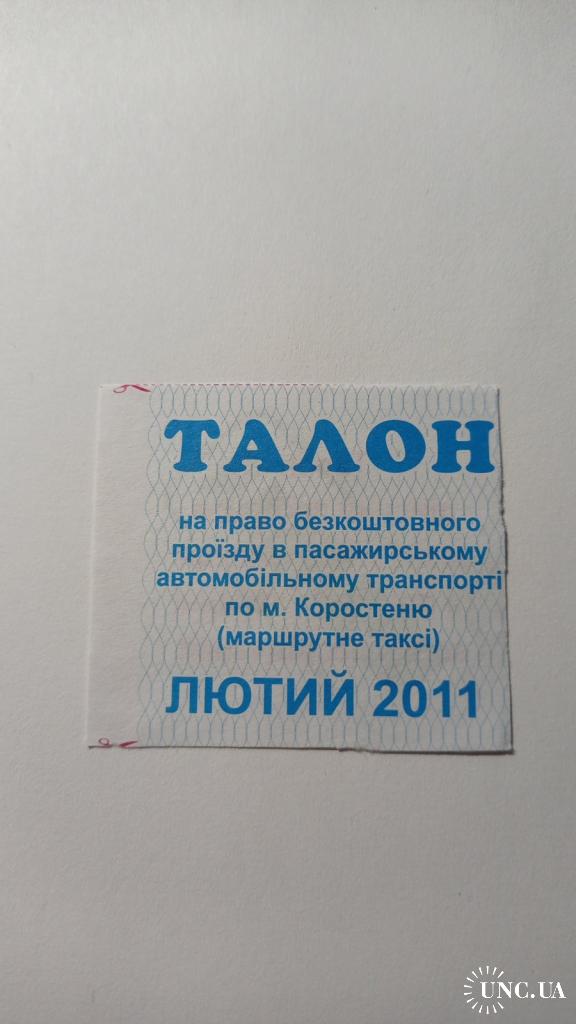 ТАЛОН
на право безкоштовного
проїзду в пасажирському
автомобільному транспорті
по м. Коростеню
(маршрутне таксі)
ЛЮТИЙ 2011
UNC.UA